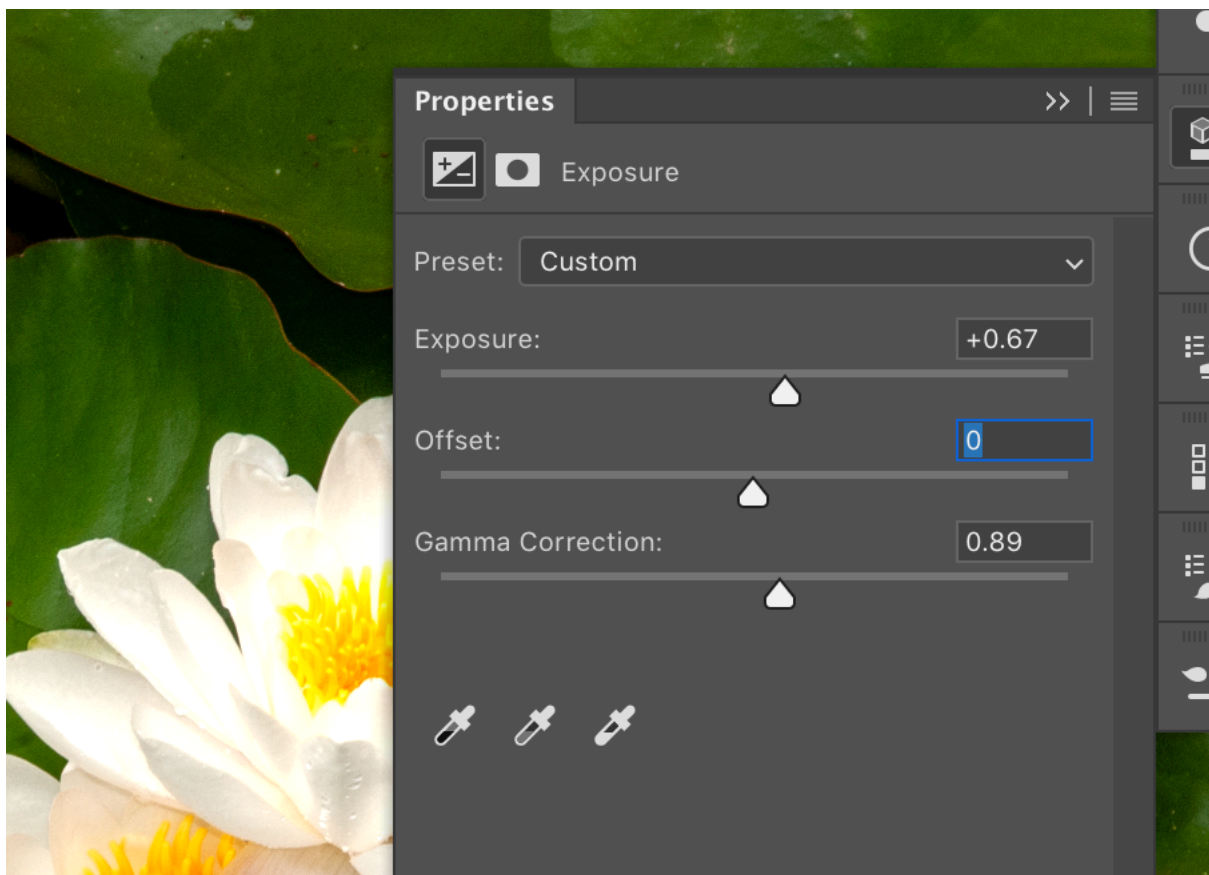 Properties
Exposure
Preset: Custom
Exposure: +0.67
Offset: 0
Gamma Correction: 0.89